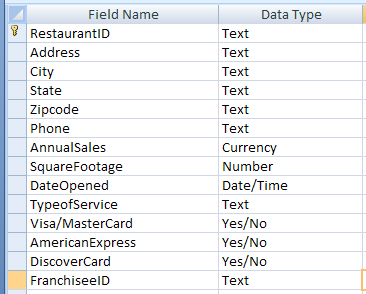 Field Name Data Type
RestaurantID Text
Address Text
City Text
State Text
Zipcode Text
Phone Text
AnnualSales Currency
SquareFootage Number
DateOpened Date/Time
TypeofService Text
Visa/MasterCard Yes/No
AmericanExpress Yes/No
DiscoverCard Yes/No
FranchiseeID Text